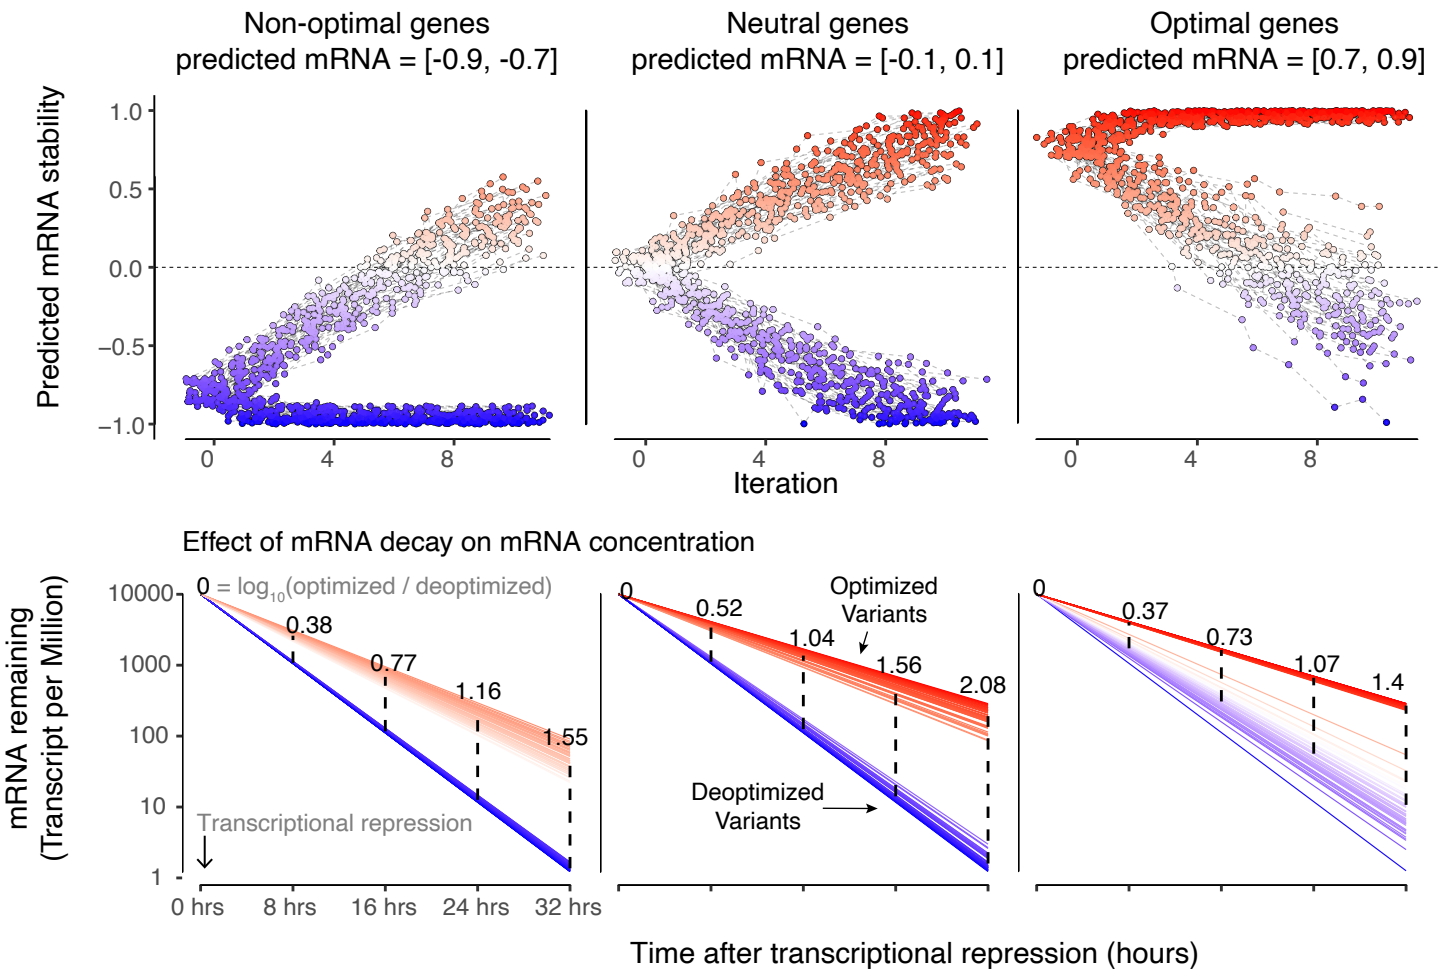 Non-optimal genes
predicted mRNA = [-0.9, -0.7]
Neutral genes
predicted mRNA = [-0.1, 0.1]
Optimal genes
predicted mRNA = [0.7, 0.9]
Predicted mRNA stability
1.0
0.5
0.0
−0.5
−1.0
0 4 8
0 4 8
0 4 8
Iteration
Effect of mRNA decay on mRNA concentration
mRNA remaining
(Transcript per Million)
10000
1000
100
10
1
0 = log10(optimized / deoptimized)
0.38
0.77
1.16
1.55
Transcriptional repression
0 hrs 8 hrs 16 hrs 24 hrs 32 hrs
0
0.52
1.04
1.56
2.08
Optimized
Variants
Deoptimized
Variants
0
0.37
0.73
1.07
1.4
Time after transcriptional repression (hours)